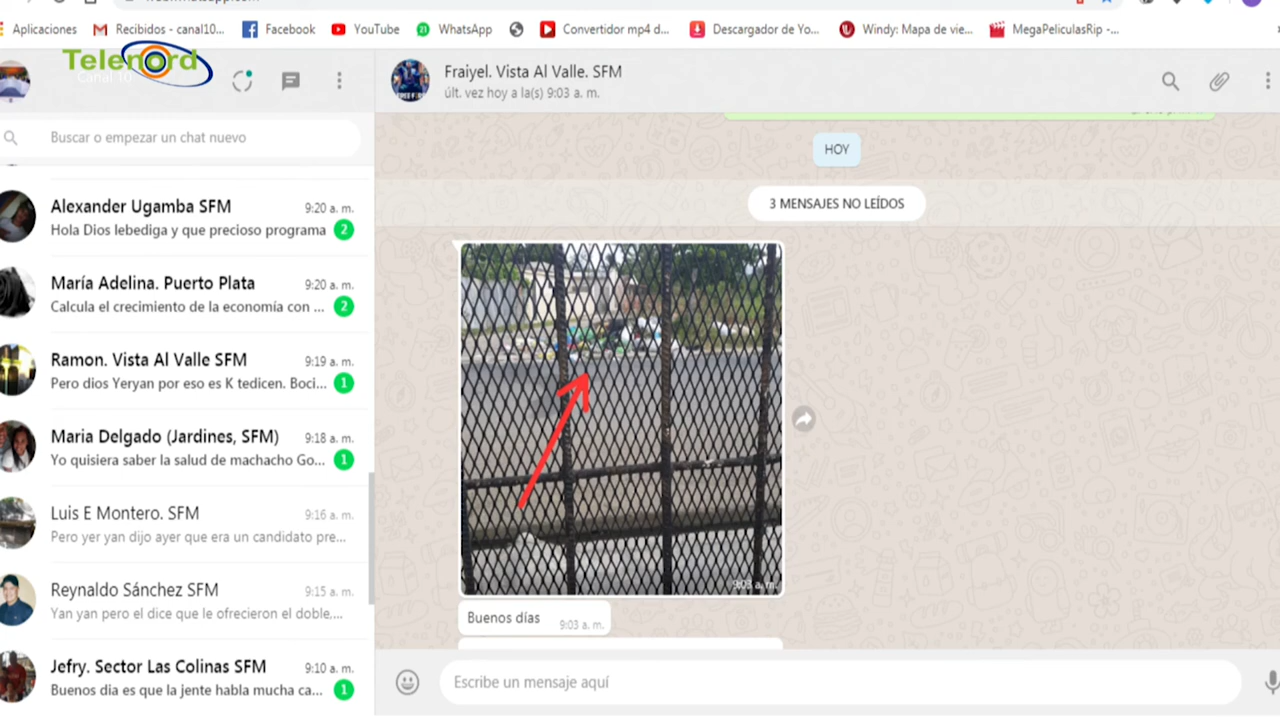 Aplicaciones
Recibidos - canal10...
Facebook
YouTube
21
WhatsApp
Convertidor mp4 d...
Descargador de Yo...
Windy: Mapa de vie...
MegaPeliculasRip -...
Telenord
Canal 10
Buscar o empezar un chat nuevo
Alexander Ugamba SFM
9:20 a. m.
Hola Dios lebediga y que precioso programa
2
María Adelina. Puerto Plata
9:20 a. m.
Calcula el crecimiento de la economía con ...
2
Ramon. Vista Al Valle SFM
9:19 a. m.
Pero dios Yeryan por eso es K tedicen. Boci...
1
Maria Delgado (Jardines, SFM)
9:18 a. m.
Yo quisiera saber la salud de machacho Go...
1
Luis E Montero. SFM
9:16 a. m.
Pero yer yan dijo ayer que era un candidato pre...
Reynaldo Sánchez SFM
9:15 a. m.
Yan yan pero el dice que le ofrecieron el doble,...
Jefry. Sector Las Colinas SFM
9:10 a. m.
Buenos dia es que la jente habla mucha ca...
1
Fraiyel. Vista Al Valle. SFM
últ. vez hoy a la(s) 9:03 a. m.
HOY
3 MENSAJES NO LEÍDOS
9:03 a. m.
Buenos días
9:03 a. m.
Escribe un mensaje aquí